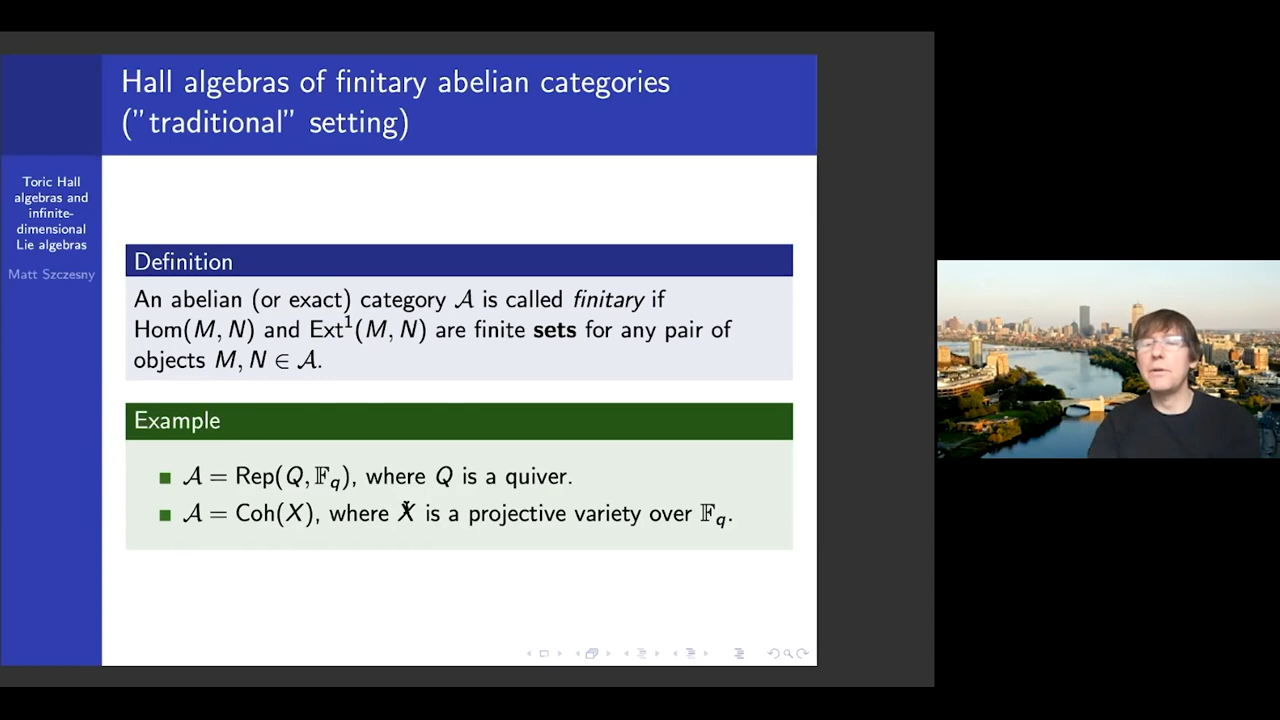 Hall algebras of finitary abelian categories
("traditional" setting)
Toric Hall
algebras and
infinite-
dimensional
Lie algebras
Matt Szczesny
Definition
An abelian (or exact) category 𝒜 is called finitary if
Hom(M, N) and Ext¹(M, N) are finite sets for any pair of
objects M, N ∈ 𝒜.
Example
𝒜 = Rep(Q, 𝔽_q), where Q is a quiver.
𝒜 = Coh(X), where X is a projective variety over 𝔽_q.